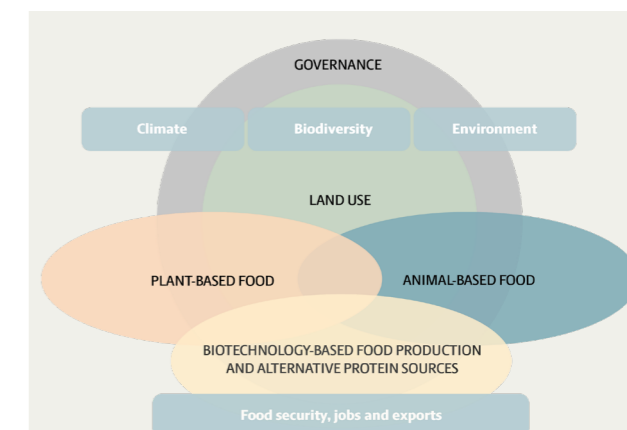 GOVERNANCE
Climate
Biodiversity
Environment
LAND USE
PLANT-BASED FOOD
ANIMAL-BASED FOOD
BIOTECHNOLOGY-BASED FOOD PRODUCTION
AND ALTERNATIVE PROTEIN SOURCES
Food security, jobs and exports